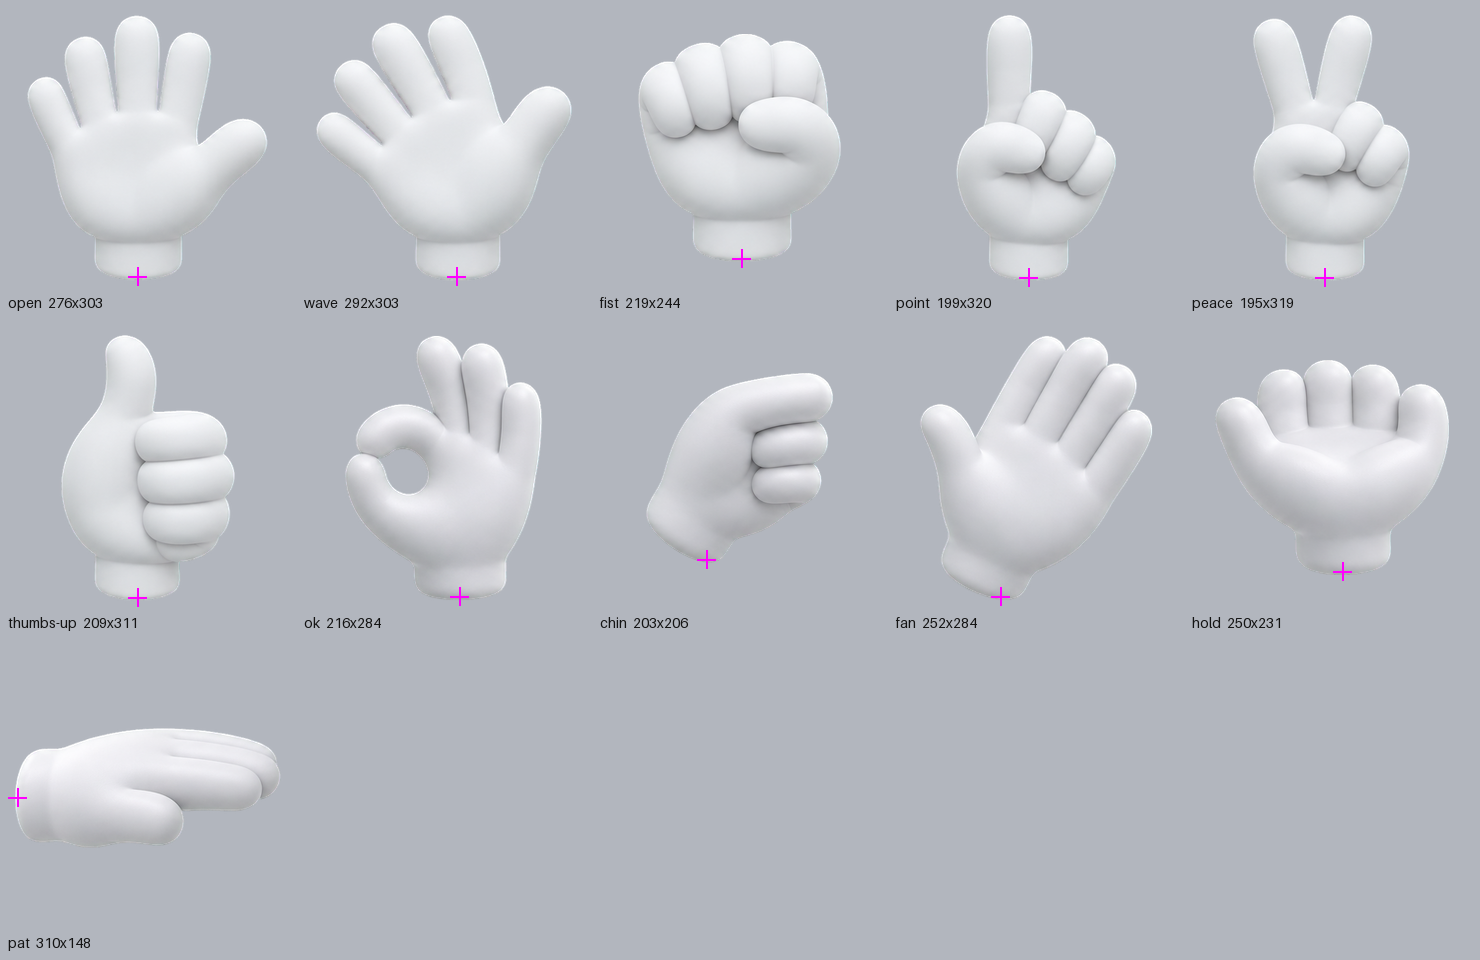 open 276x303
wave 292x303
fist 219x244
point 199x320
peace 195x319
thumbs-up 209x311
ok 216x284
chin 203x206
fan 252x284
hold 250x231
pat 310x148